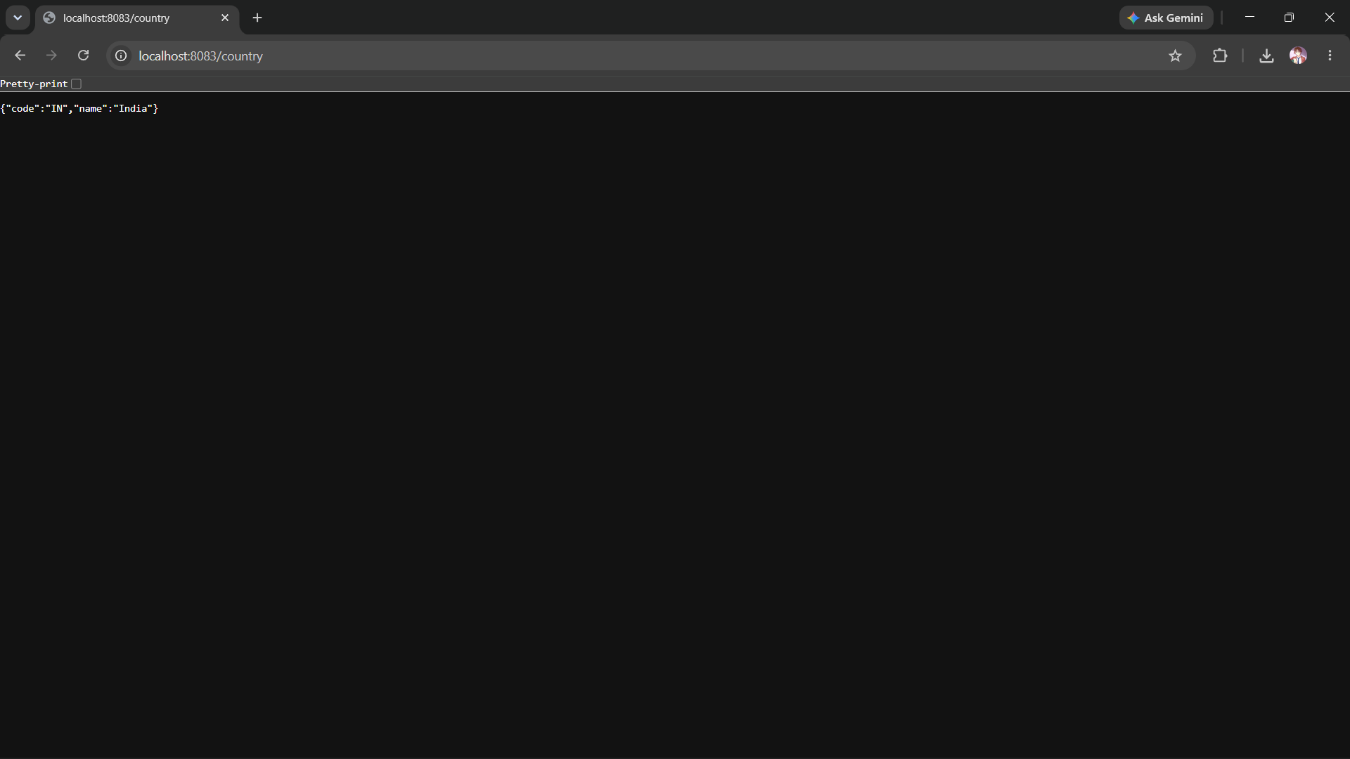 localhost:8083/country
Ask Gemini
localhost:8083/country
Pretty-print
{"code":"IN","name":"India"}